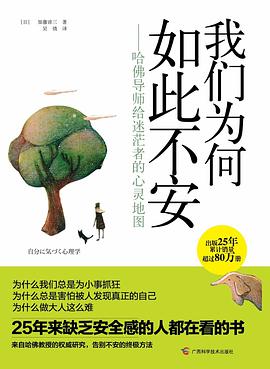 [日] 加藤谛三 著
吴倩 译
我们为何
如此不安
——哈佛导师给迷茫者的心灵地图
自分に気づく心理学
出版25年
累计销量
超过80万册
为什么我们总是为小事抓狂
为什么总是害怕被人发现真正的自己
为什么做大人这么难
25年来缺乏安全感的人都在看的书
来自哈佛教授的权威研究，告别不安的终极方法
广西科学技术出版社